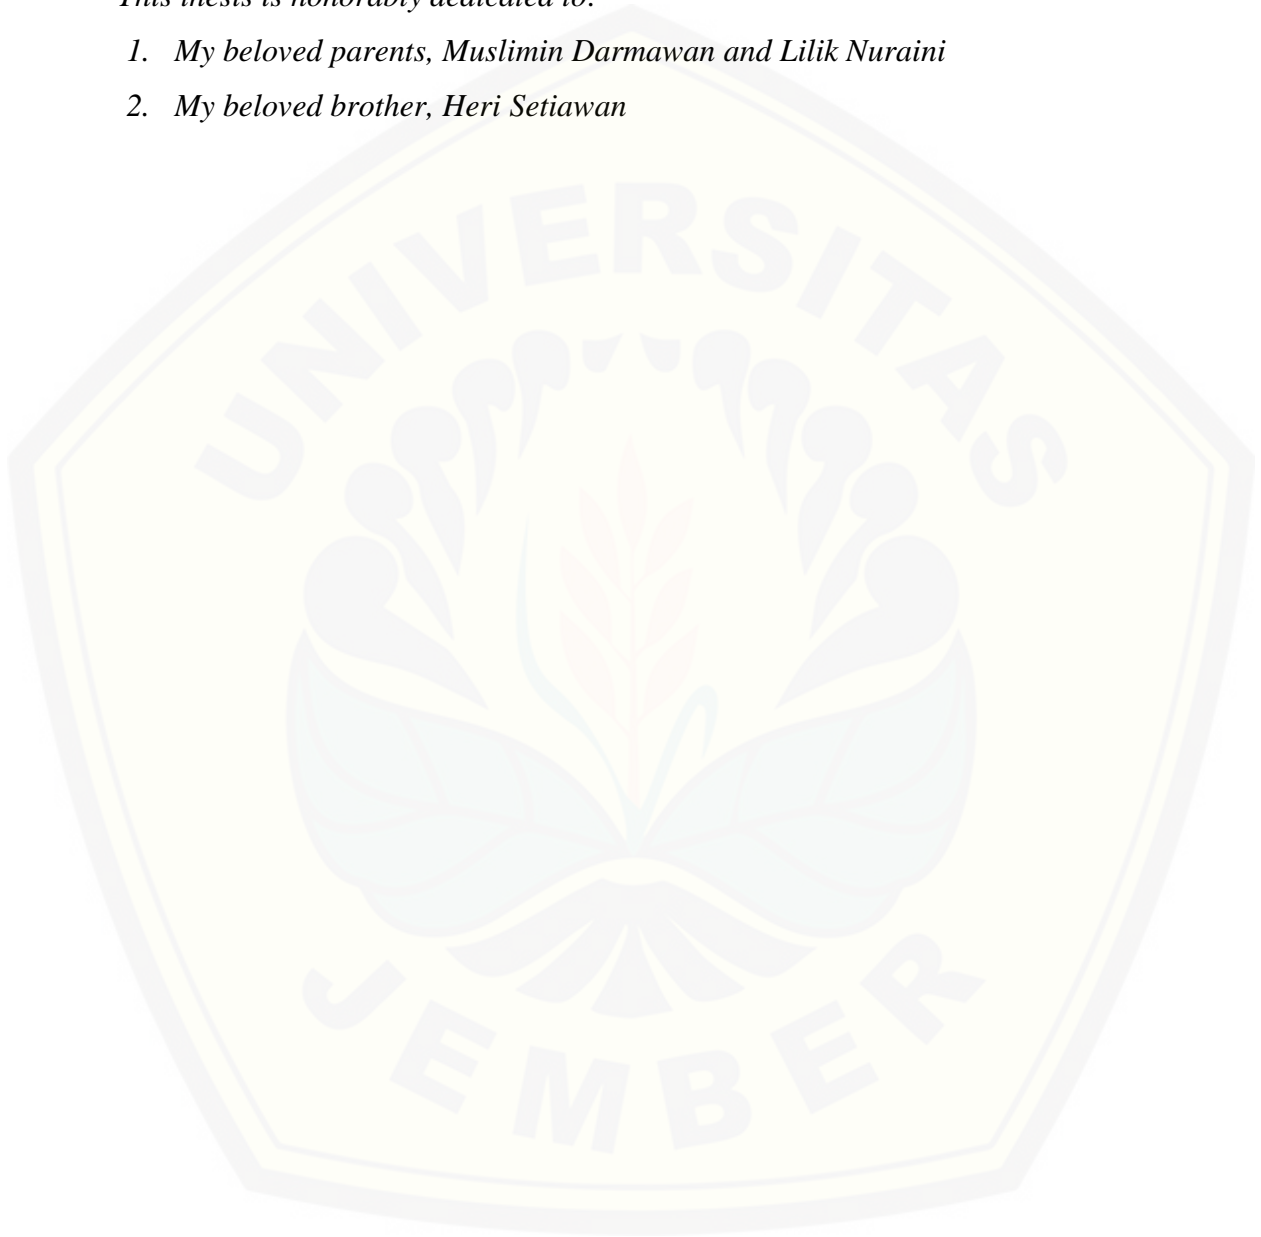 This thesis is honorably dedicated to:
1. My beloved parents, Muslimin Darmawan and Lilik Nuraini
2. My beloved brother, Heri Setiawan
UNIVERSITAS
JEMBER